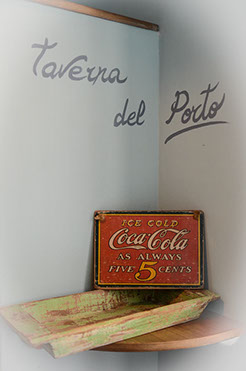 Taverna
del Porto
ICE COLD
Coca-Cola
AS ALWAYS
FIVE 5 CENTS